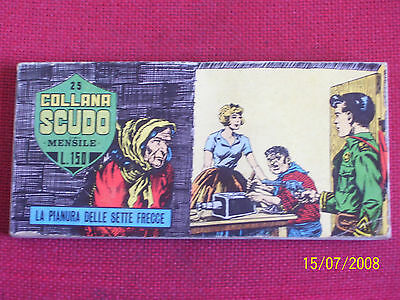 25
COLLANA
SCUDO
MENSILE
L. 150
LA PIANURA DELLE SETTE FRECCE
15/07/2008